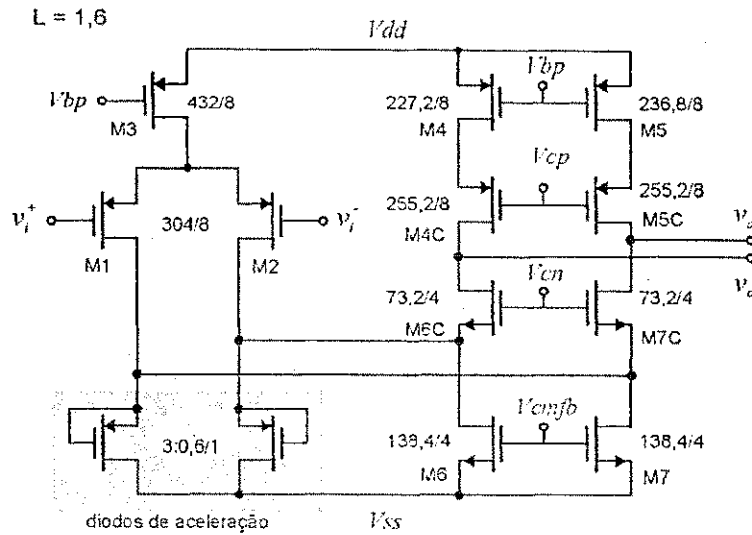 L = 1,6
Vdd
Vbp
432/8
M3
227,2/8
M4
Vbp
236,8/8
M5
Vcp
255,2/8
M4C
255,2/8
M5C
vi+
304/8
vi-
M1
M2
73,2/4
M6C
Vcn
73,2/4
M7C
3:0,6/1
Vcmfb
138,4/4
M6
138,4/4
M7
diodos de aceleração
Vss